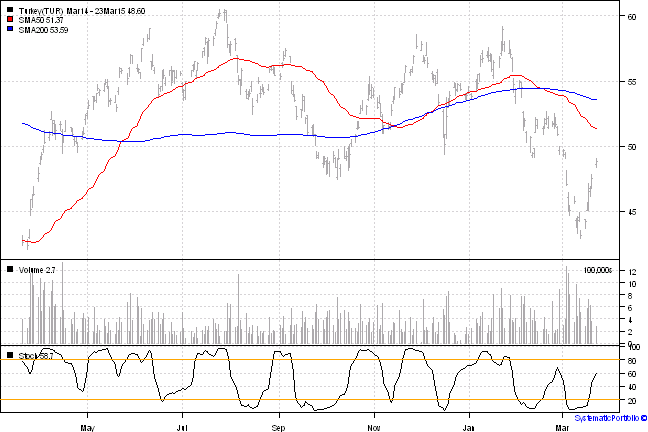 Turkey(TUR) Mar14 - 23Mar15 48.60
SMA50 51.37
SMA200 53.59
60
55
50
45
Volume 2.7
100,000s
12
10
8
6
4
2
0
Stoch 58.7
100
80
60
40
20
May
Jul
Sep
Nov
Jan
Mar
SystematicPortfolio ©